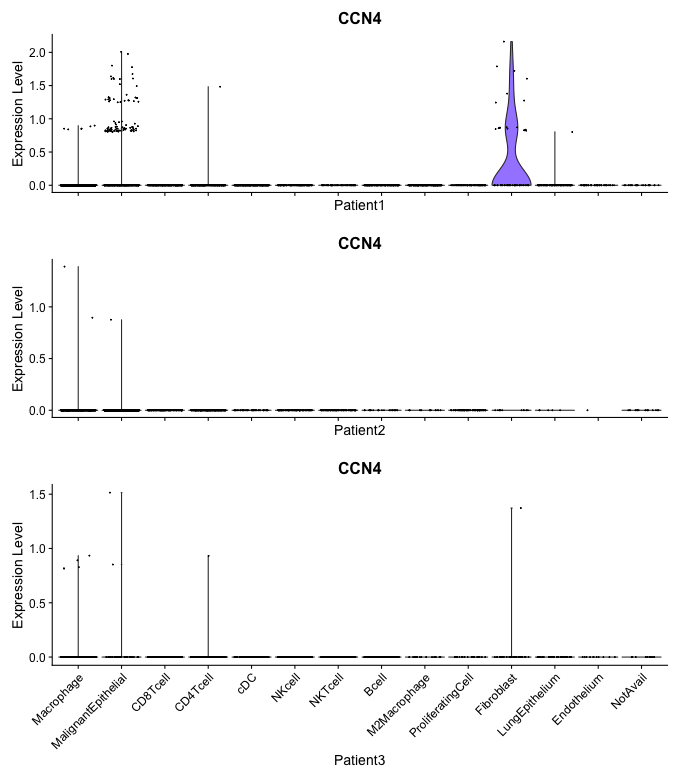 CCN4
Expression Level
2.0
1.5
1.0
0.5
0.0
Patient1
CCN4
Expression Level
1.0
0.5
0.0
Patient2
CCN4
Expression Level
1.5
1.0
0.5
0.0
Macrophage
MalignantEpithelial
CD8Tcell
CD4Tcell
cDC
NKcell
NKTcell
Bcell
M2Macrophage
ProliferatingCell
Fibroblast
LungEpithelium
Endothelium
NotAvail
Patient3